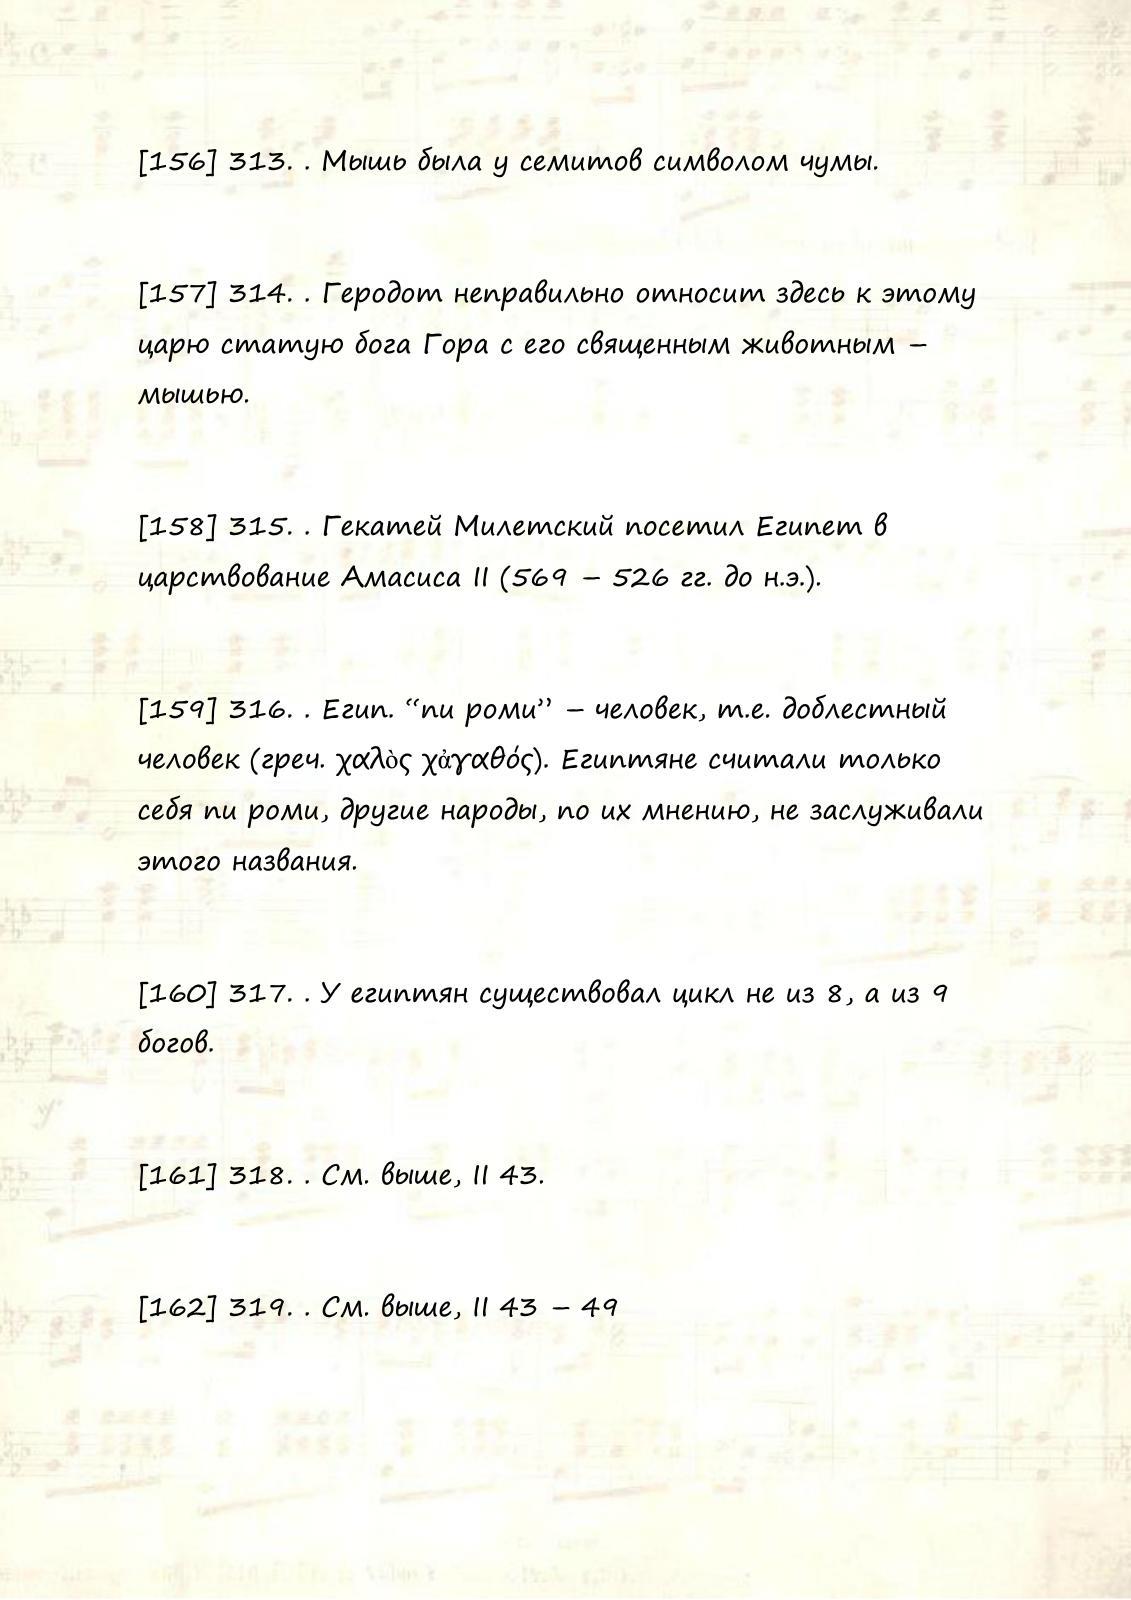 [156] 313. . Мышь была у семитов символом чумы.
[157] 314. . Геродот неправильно относит здесь к этому
царю статую бога Гора с его священным животным –
мышью.
[158] 315. . Гекатей Милетский посетил Египет в
царствование Амасиса II (569 – 526 гг. до н.э.).
[159] 316. . Егип. “пи роми” – человек, т.е. доблестный
человек (греч. χαλὸς χἀγαθός). Египтяне считали только
себя пи роми, другие народы, по их мнению, не заслуживали
этого названия.
[160] 317. . У египтян существовал цикл не из 8, а из 9
богов.
[161] 318. . См. выше, II 43.
[162] 319. . См. выше, II 43 – 49